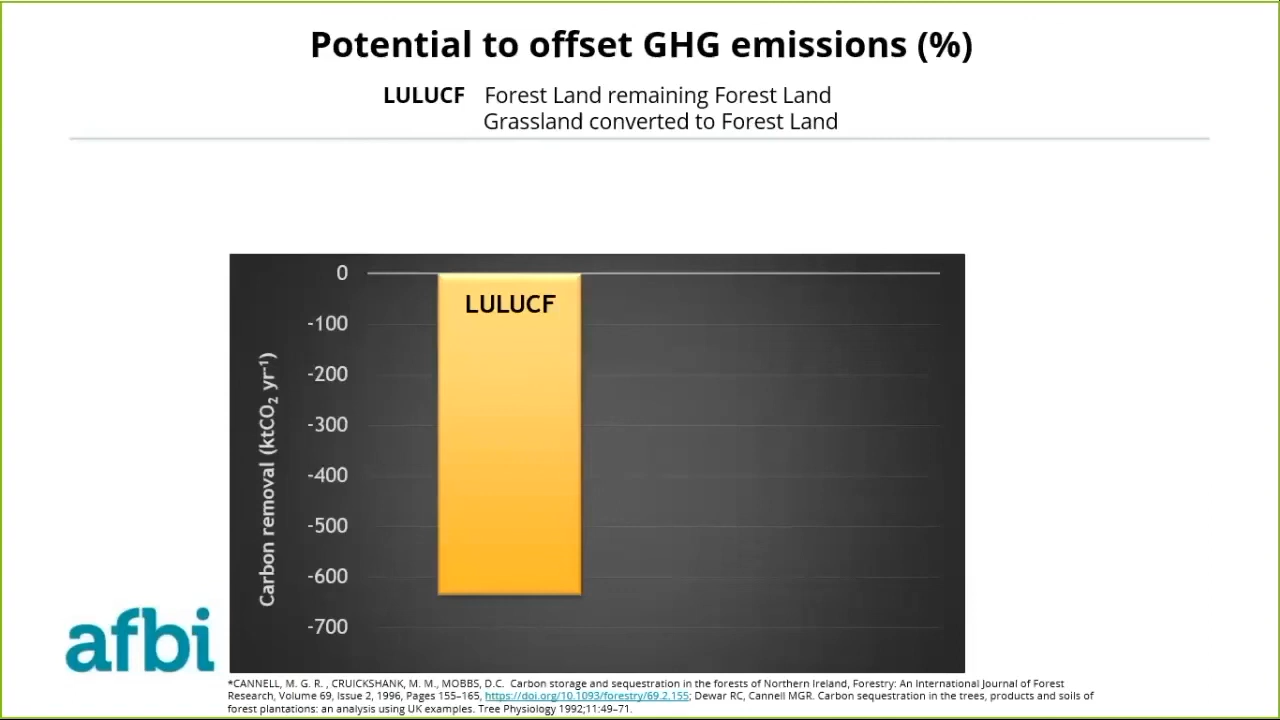 Potential to offset GHG emissions (%)
LULUCF Forest Land remaining Forest Land
Grassland converted to Forest Land
0
-100
-200
-300
-400
-500
-600
-700
Carbon removal (ktCO₂ yr⁻¹)
LULUCF
afbi
*CANNELL, M. G. R. , CRUICKSHANK, M. M., MOBBS, D.C. Carbon storage and sequestration in the forests of Northern Ireland, Forestry: An International Journal of Forest
Research, Volume 69, Issue 2, 1996, Pages 155–165, https://doi.org/10.1093/forestry/69.2.155; Dewar RC, Cannell MGR. Carbon sequestration in the trees, products and soils of
forest plantations: an analysis using UK examples. Tree Physiology 1992;11:49–71.